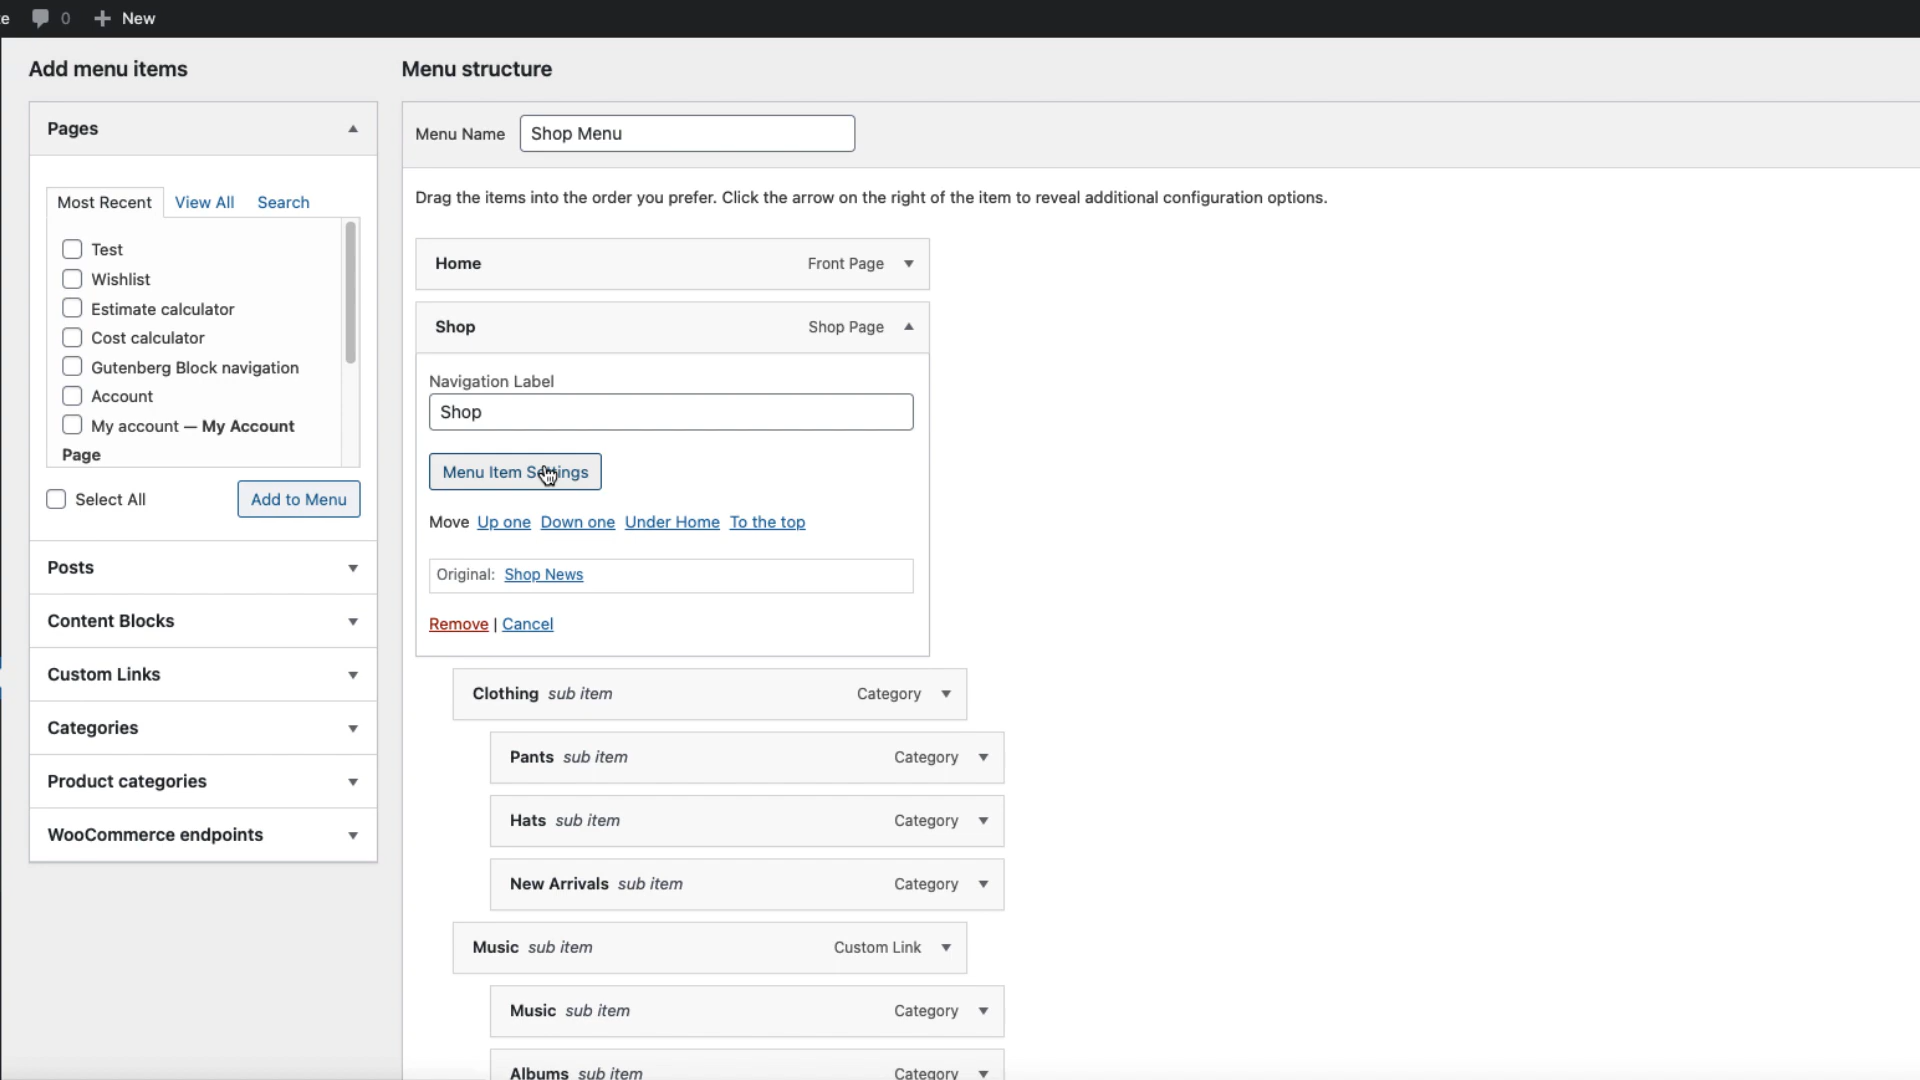 e 0 New
Add menu items
Menu structure
Pages
Menu Name Shop Menu
Most Recent View All Search
Drag the items into the order you prefer. Click the arrow on the right of the item to reveal additional configuration options.
Test
Wishlist
Estimate calculator
Cost calculator
Gutenberg Block navigation
Account
My account — My Account
Page
Select All Add to Menu
Posts
Content Blocks
Custom Links
Categories
Product categories
WooCommerce endpoints
Home Front Page
Shop Shop Page
Navigation Label
Shop
Menu Item Settings
Move Up one Down one Under Home To the top
Original: Shop News
Remove | Cancel
Clothing sub item Category
Pants sub item Category
Hats sub item Category
New Arrivals sub item Category
Music sub item Custom Link
Music sub item Category
Albums sub item Category